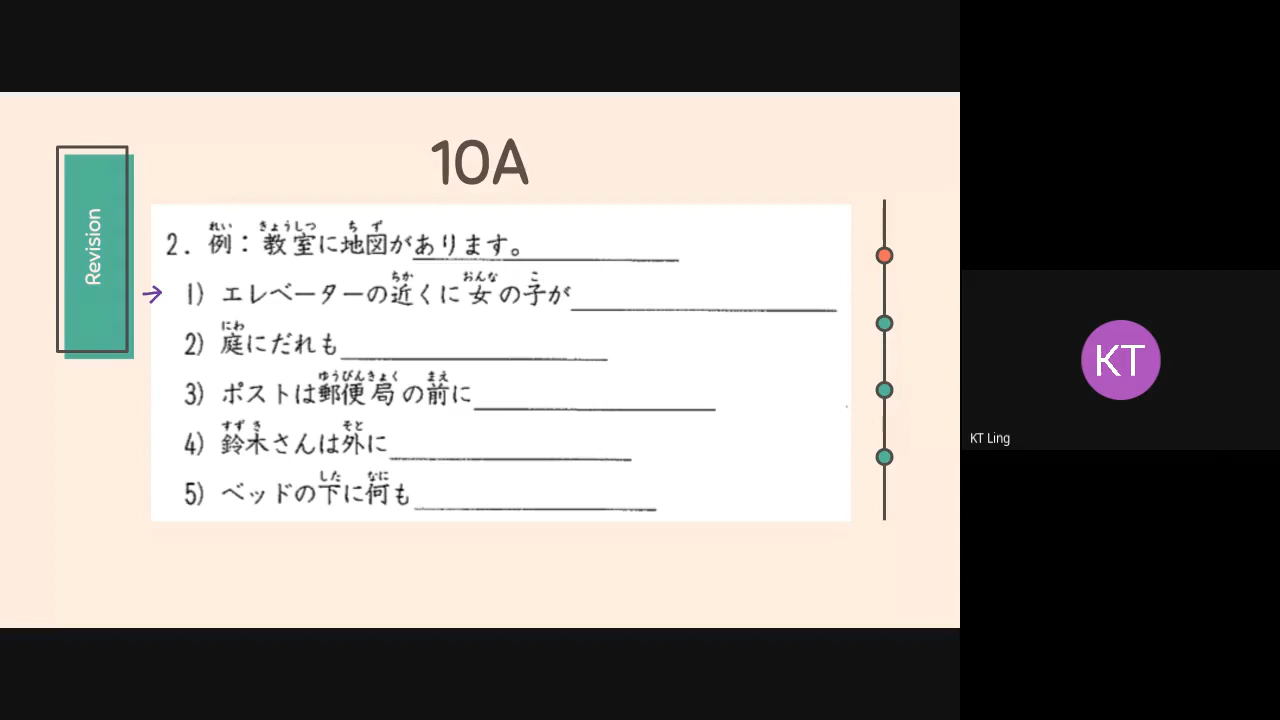 10A
Revision
2. 例：教室に地図があります。
1) エレベーターの近くに女の子が
2) 庭にだれも
3) ポストは郵便局の前に
4) 鈴木さんは外に
5) ベッドの下に何も
KT
KT Ling